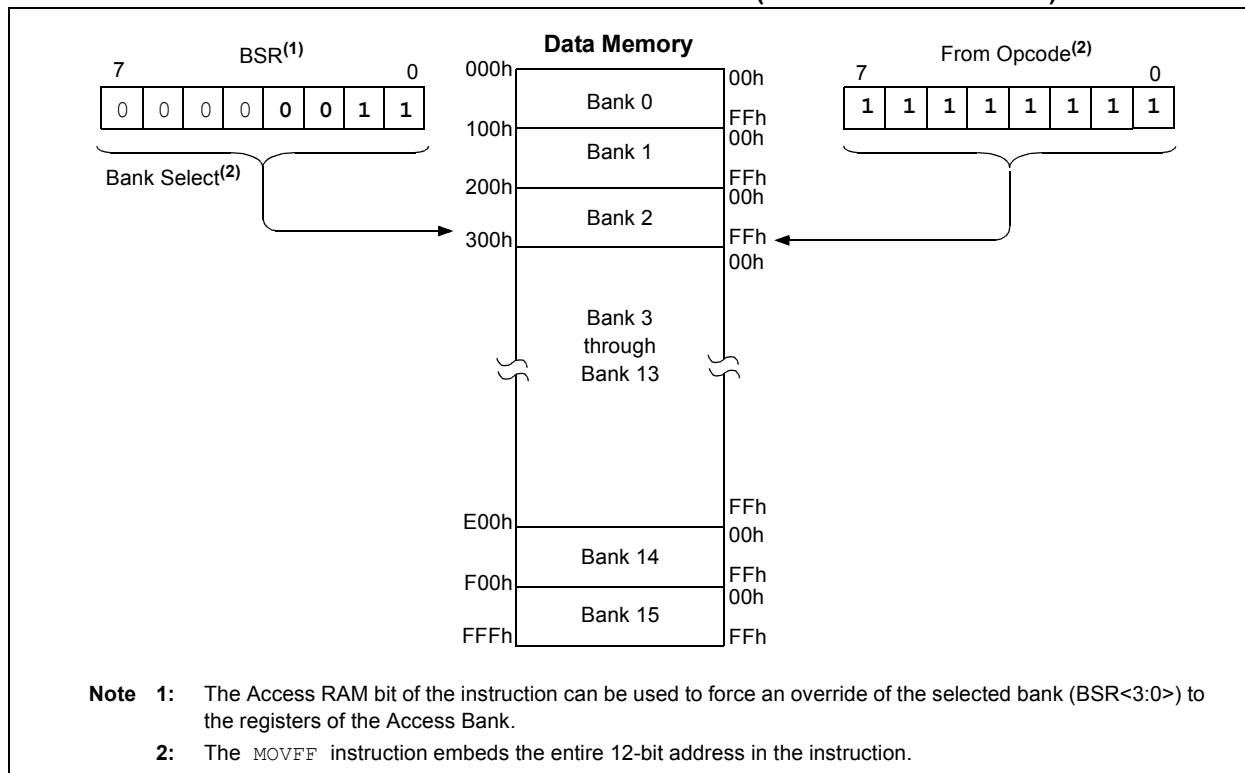 BSR(1)
7 0
0 0 0 0 0 0 1 1
Bank Select(2)
Data Memory
000h
00h
Bank 0
FFh
100h
00h
Bank 1
FFh
200h
00h
Bank 2
FFh
300h
00h
Bank 3
through
Bank 13
FFh
E00h
00h
Bank 14
FFh
F00h
00h
Bank 15
FFFh
FFh
From Opcode(2)
7 0
1 1 1 1 1 1 1 1
Note 1: The Access RAM bit of the instruction can be used to force an override of the selected bank (BSR<3:0>) to
the registers of the Access Bank.
2: The MOVFF instruction embeds the entire 12-bit address in the instruction.